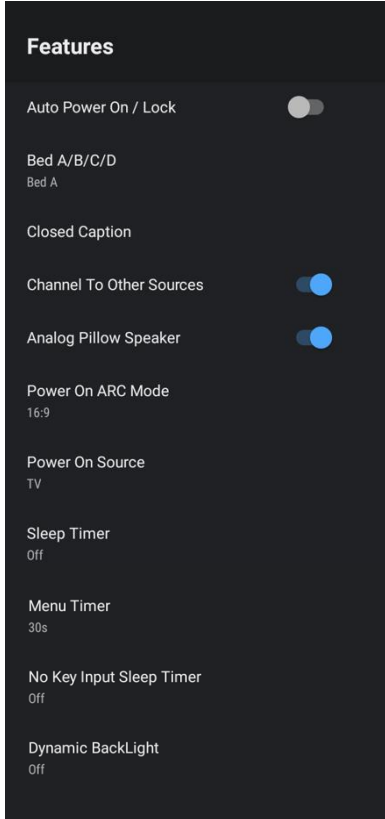 Features
Auto Power On / Lock
Bed A/B/C/D
Bed A
Closed Caption
Channel To Other Sources
Analog Pillow Speaker
Power On ARC Mode
16:9
Power On Source
TV
Sleep Timer
Off
Menu Timer
30s
No Key Input Sleep Timer
Off
Dynamic BackLight
Off